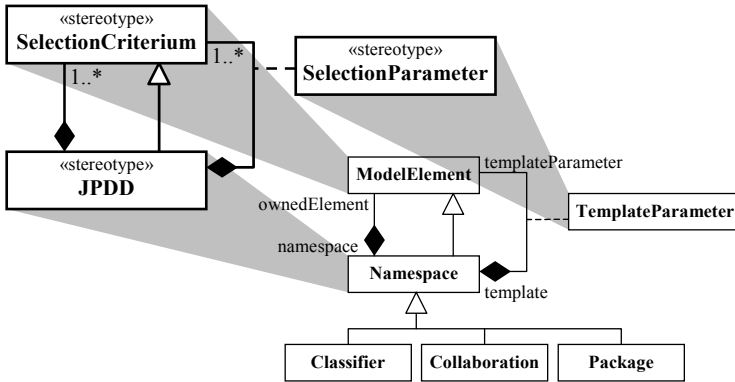 «stereotype»
SelectionCriterium
1..*
1..*
«stereotype»
SelectionParameter
«stereotype»
JPDD
ModelElement
templateParameter
ownedElement
TemplateParameter
namespace
Namespace
template
Classifier
Collaboration
Package